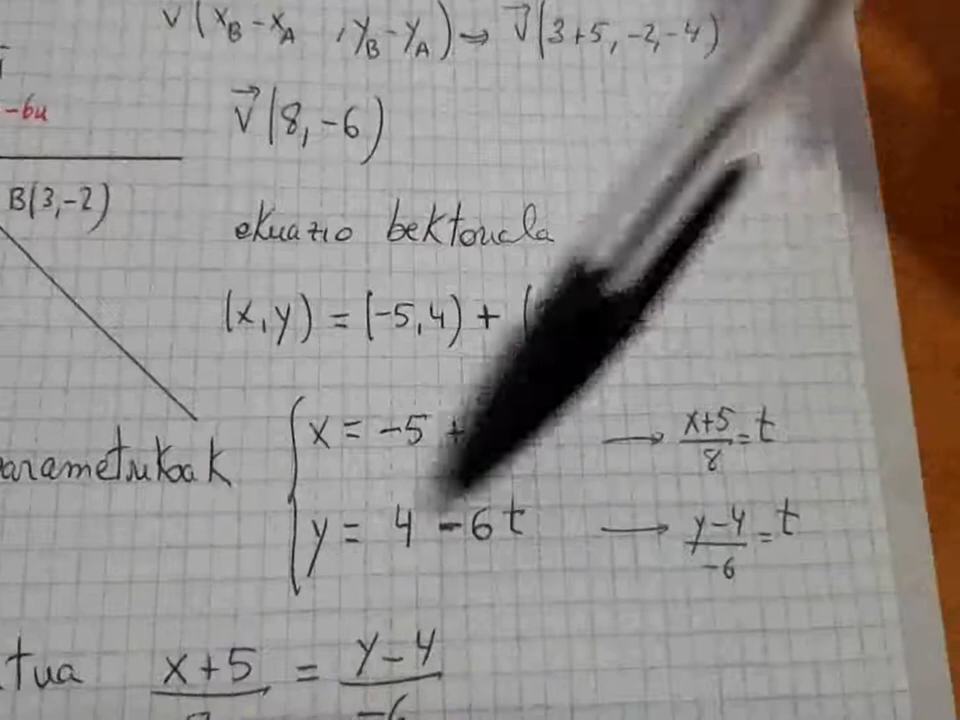 V(x_B - x_A , y_B - y_A) → V⃗(3+5, -2, -4)
-6u
V⃗(8, -6)
B(3,-2)
ekuazio bektoriala
(x,y) = (-5,4) + (
x = -5 + → x+5/8 = t
parametrikoak
y = 4 - 6t → y-4/-6 = t
tua x+5/ = y-4/-6